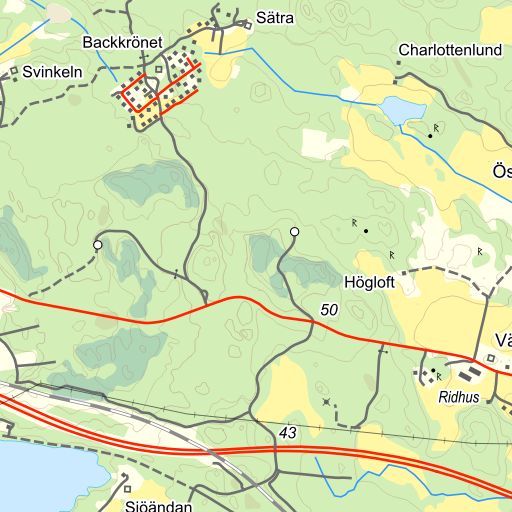 Sätra
Backkrönet
Charlottenlund
Svinkeln
Ös
R
R
R
R
Högloft
50
Vä
R
Ridhus
43
Sjöändan